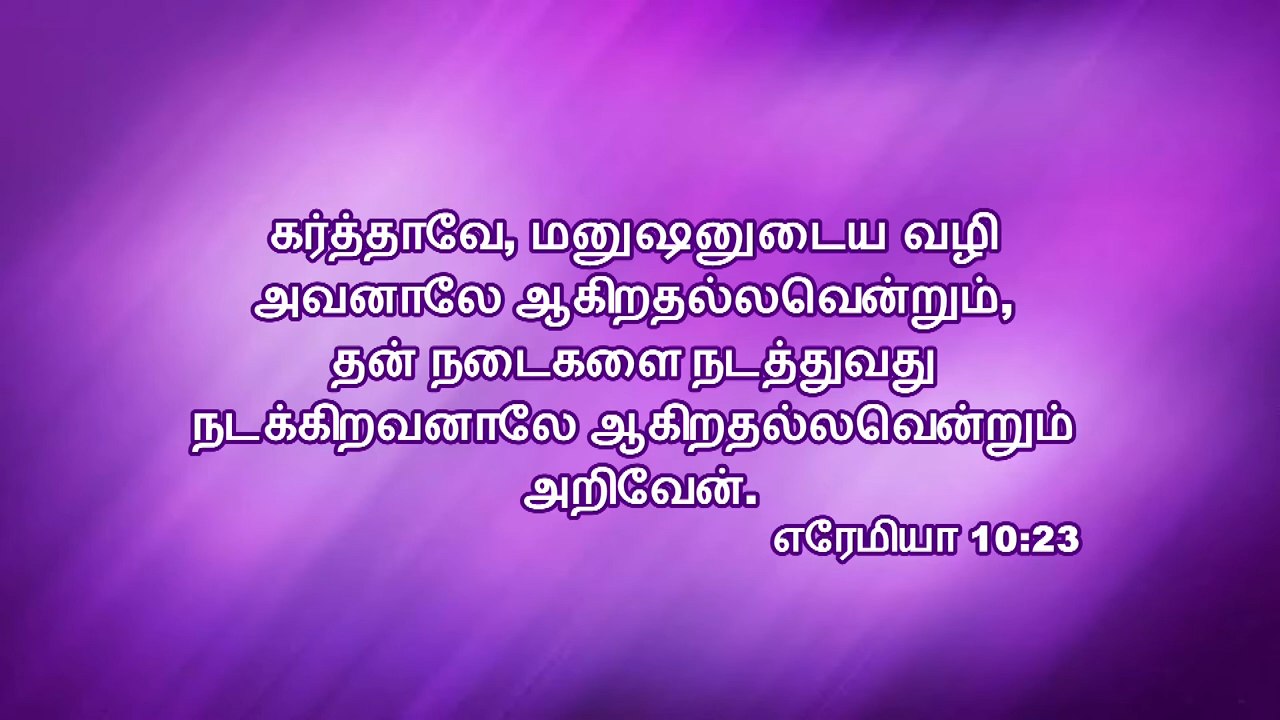 கர்த்தாவே, மனுஷனுடைய வழி
அவனாலே ஆகிறதல்லவென்றும்,
தன் நடைகளை நடத்துவது
நடக்கிறவனாலே ஆகிறதல்லவென்றும்
அறிவேன்.
எரேமியா 10:23